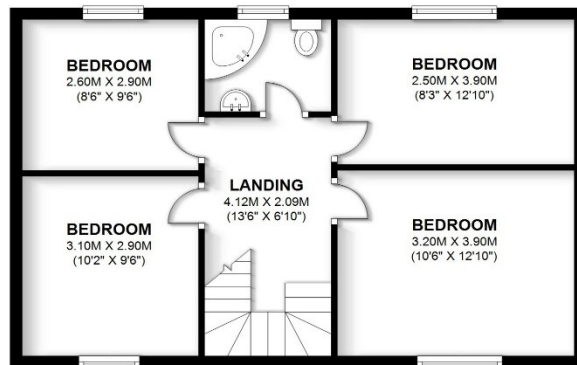 BEDROOM
2.60M X 2.90M
(8'6" X 9'6")
BEDROOM
2.50M X 3.90M
(8'3" X 12'10")
LANDING
4.12M X 2.09M
(13'6" X 6'10")
BEDROOM
3.10M X 2.90M
(10'2" X 9'6")
BEDROOM
3.20M X 3.90M
(10'6" X 12'10")